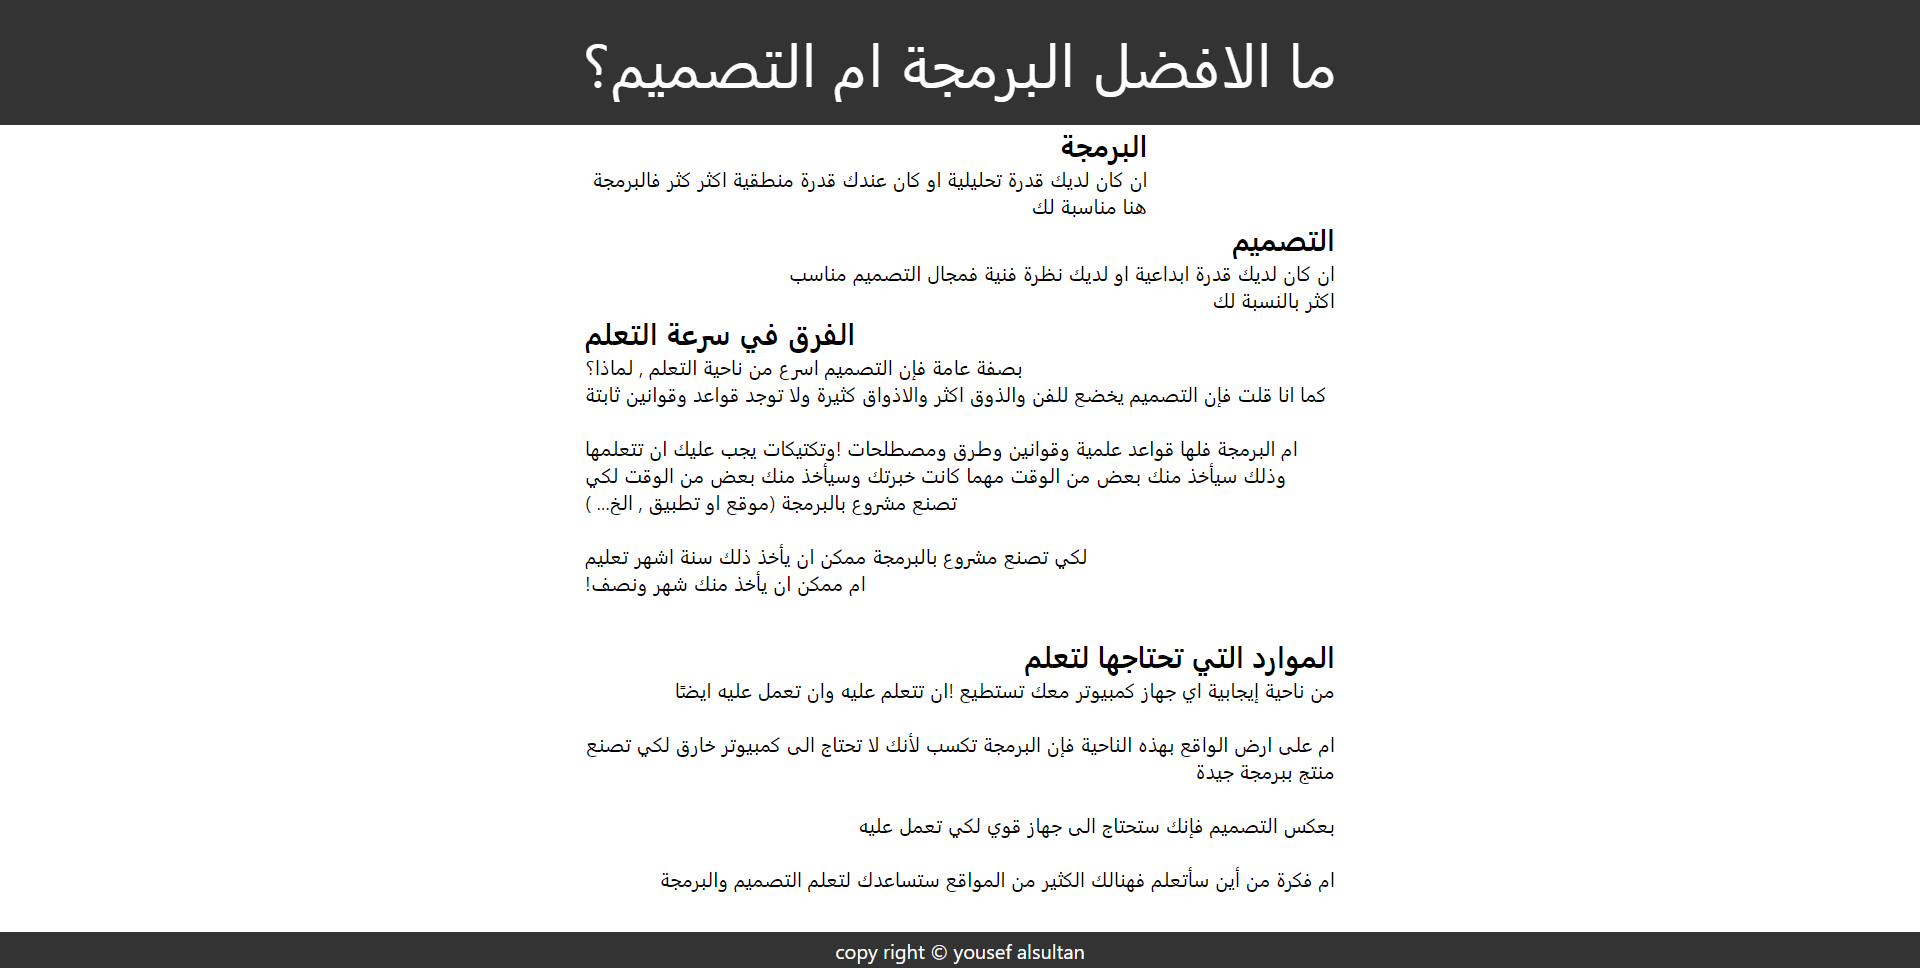 ما الافضل البرمجة ام التصميم؟
البرمجة
ان كان لديك قدرة تحليلية او كان عندك قدرة منطقية اكثر كثر فالبرمجة
هنا مناسبة لك
التصميم
ان كان لديك قدرة ابداعية او لديك نظرة فنية فمجال التصميم مناسب
اكثر بالنسبة لك
الفرق في سرعة التعلم
بصفة عامة فإن التصميم اسرع من ناحية التعلم , لماذا؟
كما انا قلت فإن التصميم يخضع للفن والذوق اكثر والاذواق كثيرة ولا توجد قواعد وقوانين ثابتة
ام البرمجة فلها قواعد علمية وقوانين وطرق ومصطلحات !وتكتيكات يجب عليك ان تتعلمها
وذلك سيأخذ منك بعض من الوقت مهما كانت خبرتك وسيأخذ منك بعض من الوقت لكي
تصنع مشروع بالبرمجة (موقع او تطبيق , الخ... )
لكي تصنع مشروع بالبرمجة ممكن ان يأخذ ذلك سنة اشهر تعليم
ام ممكن ان يأخذ منك شهر ونصف!
الموارد التي تحتاجها لتعلم
من ناحية إيجابية اي جهاز كمبيوتر معك تستطيع !ان تتعلم عليه وان تعمل عليه ايضًا
ام على ارض الواقع بهذه الناحية فإن البرمجة تكسب لأنك لا تحتاج الى كمبيوتر خارق لكي تصنع
منتج ببرمجة جيدة
بعكس التصميم فإنك ستحتاج الى جهاز قوي لكي تعمل عليه
ام فكرة من أين سأتعلم فهنالك الكثير من المواقع ستساعدك لتعلم التصميم والبرمجة
copy right © yousef alsultan